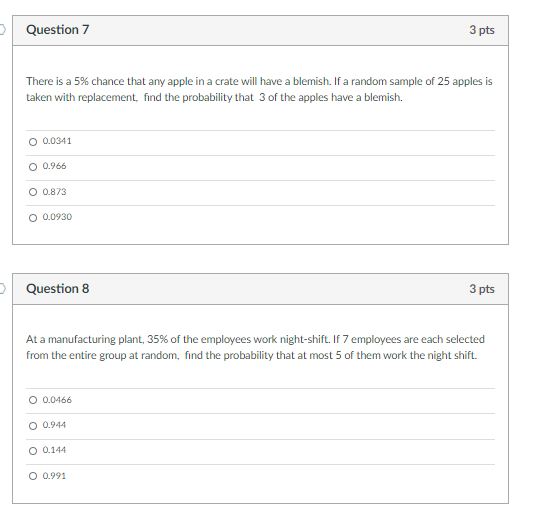 Question 7 3 pts
There is a 5% chance that any apple in a crate will have a blemish. If a random sample of 25 apples is
taken with replacement, find the probability that 3 of the apples have a blemish.
0.0341
0.966
0.873
0.0930
Question 8 3 pts
At a manufacturing plant, 35% of the employees work night-shift. If 7 employees are each selected
from the entire group at random, find the probability that at most 5 of them work the night shift.
0.0466
0.944
0.144
0.991